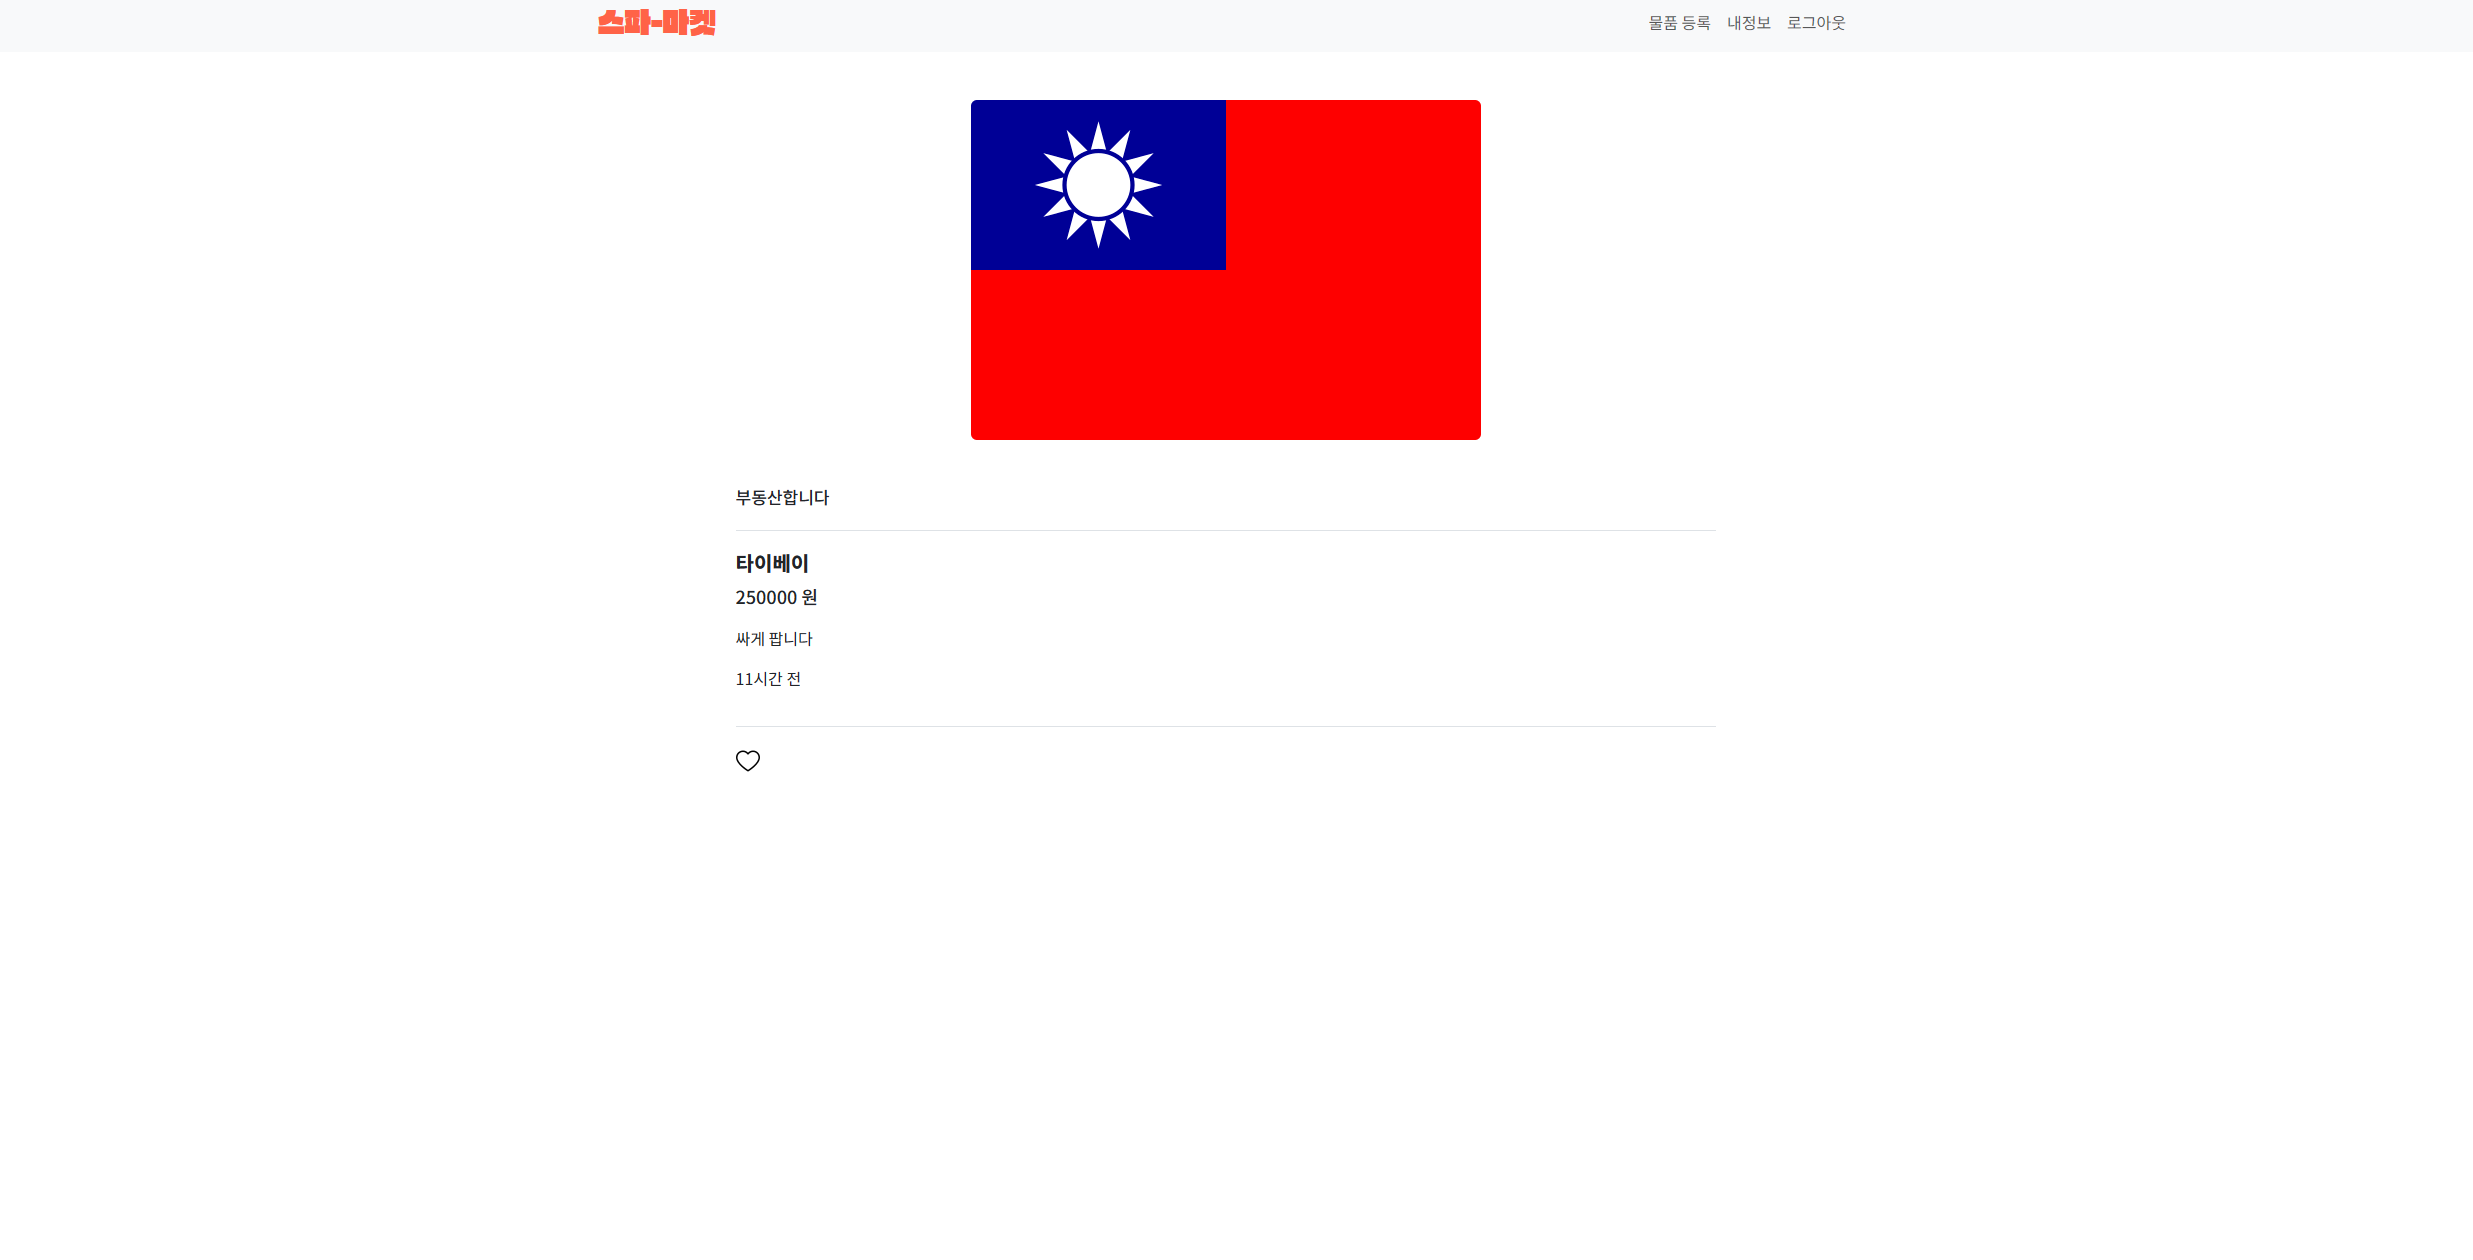 스파-마켓
물품 등록 내정보 로그아웃
부동산합니다
타이베이
250000 원
싸게 팝니다
11시간 전